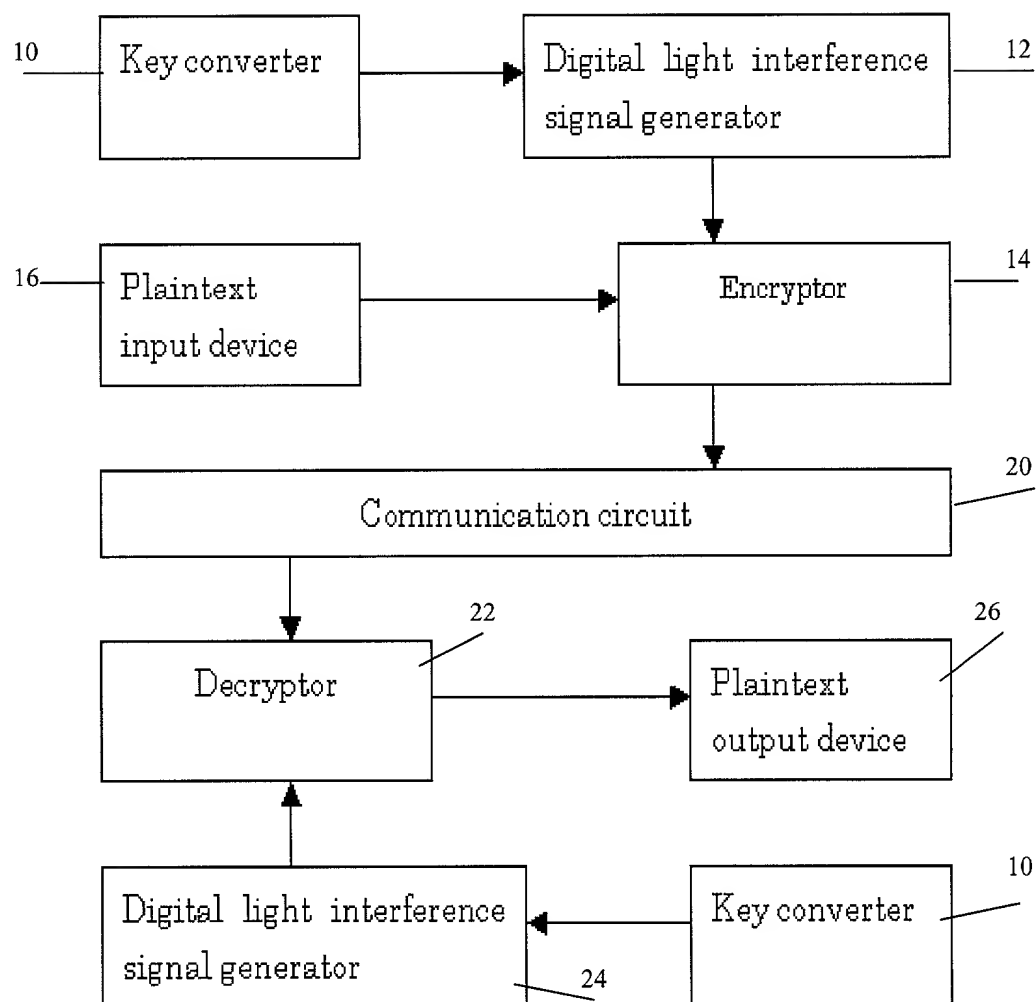 10
Key converter
Digital light interference
signal generator
12
16
Plaintext
input device
Encryptor
14
Communication circuit
20
22
Decryptor
26
Plaintext
output device
Digital light interference
signal generator
24
Key converter
10